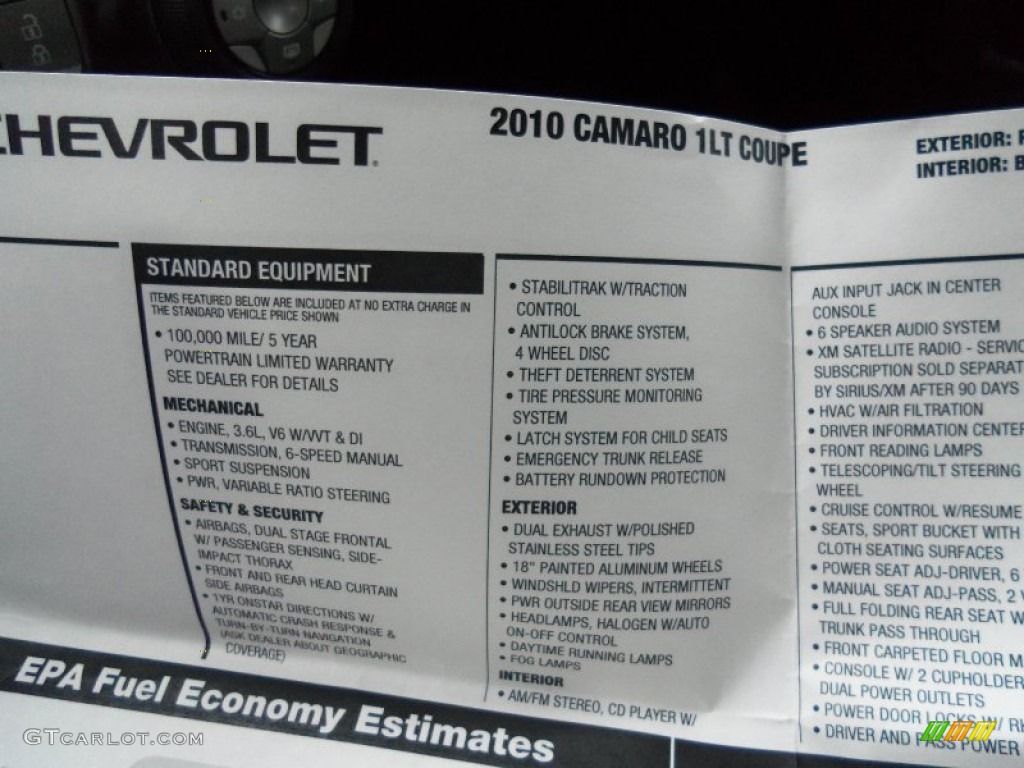 CHEVROLET
2010 CAMARO 1LT COUPE
EXTERIOR:
INTERIOR:
STANDARD EQUIPMENT
ITEMS FEATURED BELOW ARE INCLUDED AT NO EXTRA CHARGE IN
THE STANDARD VEHICLE PRICE SHOWN
• 100,000 MILE/ 5 YEAR
POWERTRAIN LIMITED WARRANTY
SEE DEALER FOR DETAILS
MECHANICAL
• ENGINE, 3.6L, V6 W/VVT & DI
• TRANSMISSION, 6-SPEED MANUAL
• SPORT SUSPENSION
• PWR, VARIABLE RATIO STEERING
SAFETY & SECURITY
• AIRBAGS, DUAL STAGE FRONTAL
W/ PASSENGER SENSING, SIDE-
IMPACT THORAX
• FRONT AND REAR HEAD CURTAIN
SIDE AIRBAGS
• 1YR ONSTAR DIRECTIONS W/
AUTOMATIC CRASH RESPONSE &
TURN-BY-TURN NAVIGATION
(ASK DEALER ABOUT GEOGRAPHIC
COVERAGE)
• STABILITRAK W/TRACTION
CONTROL
• ANTILOCK BRAKE SYSTEM,
4 WHEEL DISC
• THEFT DETERRENT SYSTEM
• TIRE PRESSURE MONITORING
SYSTEM
• LATCH SYSTEM FOR CHILD SEATS
• EMERGENCY TRUNK RELEASE
• BATTERY RUNDOWN PROTECTION
EXTERIOR
• DUAL EXHAUST W/POLISHED
STAINLESS STEEL TIPS
• 18" PAINTED ALUMINUM WHEELS
• WINDSHLD WIPERS, INTERMITTENT
• PWR OUTSIDE REAR VIEW MIRRORS
• HEADLAMPS, HALOGEN W/AUTO
ON-OFF CONTROL
• DAYTIME RUNNING LAMPS
• FOG LAMPS
INTERIOR
• AM/FM STEREO, CD PLAYER W/
AUX INPUT JACK IN CENTER
CONSOLE
• 6 SPEAKER AUDIO SYSTEM
• XM SATELLITE RADIO - SERVIC
SUBSCRIPTION SOLD SEPARAT
BY SIRIUS/XM AFTER 90 DAYS
• HVAC W/AIR FILTRATION
• DRIVER INFORMATION CENTER
• FRONT READING LAMPS
• TELESCOPING/TILT STEERING
WHEEL
• CRUISE CONTROL W/RESUME
• SEATS, SPORT BUCKET WITH
CLOTH SEATING SURFACES
• POWER SEAT ADJ-DRIVER, 6
• MANUAL SEAT ADJ-PASS, 2
• FULL FOLDING REAR SEAT W
TRUNK PASS THROUGH
• FRONT CARPETED FLOOR M
• CONSOLE W/ 2 CUPHOLDER
DUAL POWER OUTLETS
• POWER DOOR LOCKS W/
• DRIVER AND PASS POWER
EPA Fuel Economy Estimates
GTCARLOT.COM